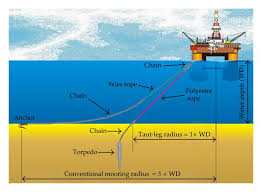 Chain
Wire rope
Polyester
rope
Water depth (WD)
Anchor
Chain
Chain
Taut-leg radius = 1× WD
Torpedo
Conventional mooring radius = 3 × WD